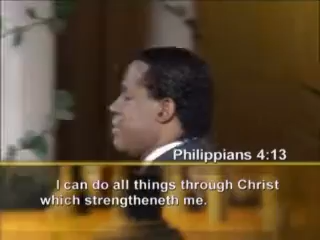 Philippians 4:13
I can do all things through Christ
which strengtheneth me.